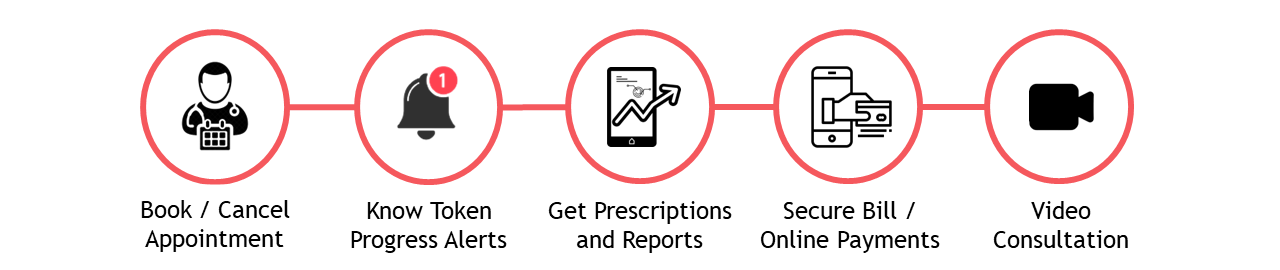 1
Book / Cancel
Appointment
Know Token
Progress Alerts
Get Prescriptions
and Reports
Secure Bill /
Online Payments
Video
Consultation